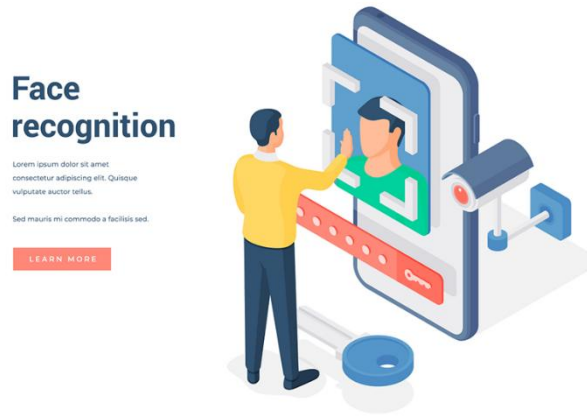 Face
recognition
Lorem ipsum dolor sit amet
consectetur adipiscing elit. Quisque
vulputate auctor tellus.
Sed mauris mi commodo a facilisis sed.
LEARN MORE